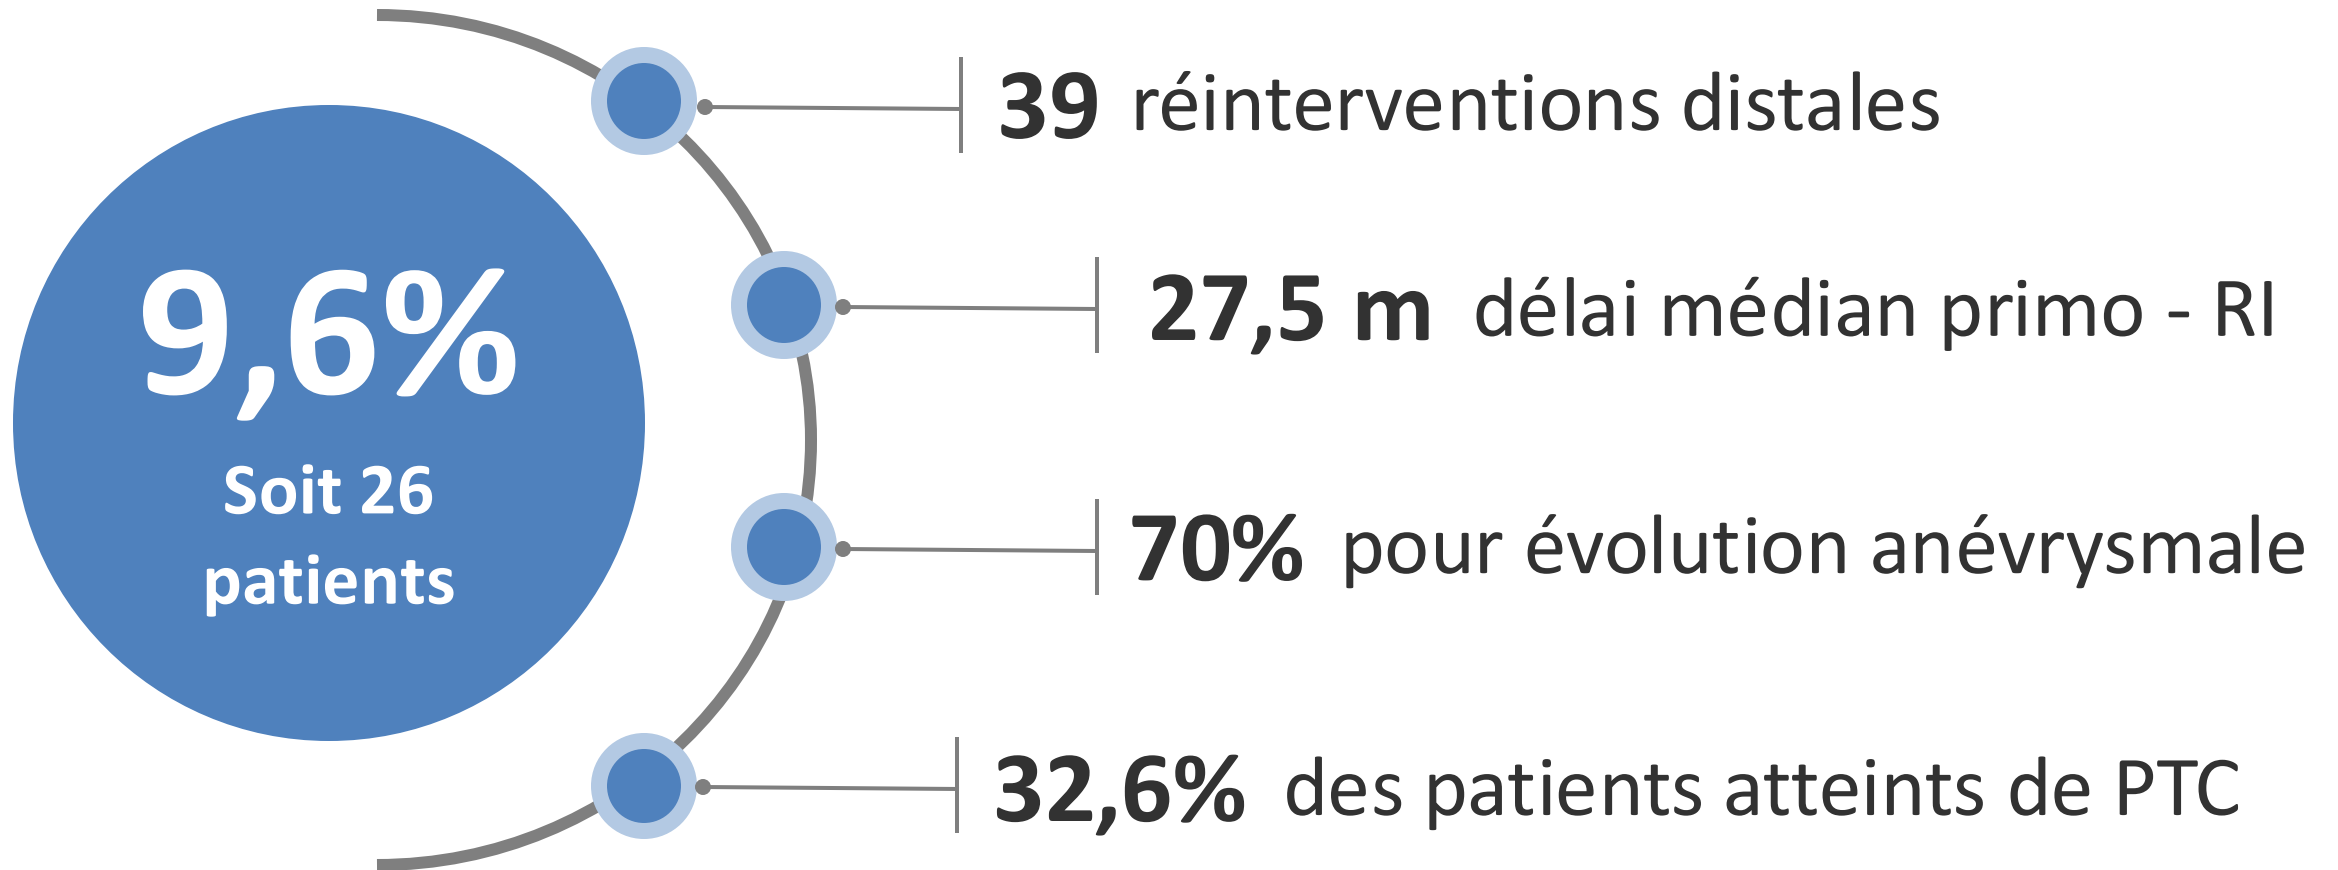 9,6%
Soit 26
patients
39 réinterventions distales
27,5 m délai médian primo - RI
70% pour évolution anévrysmale
32,6% des patients atteints de PTC